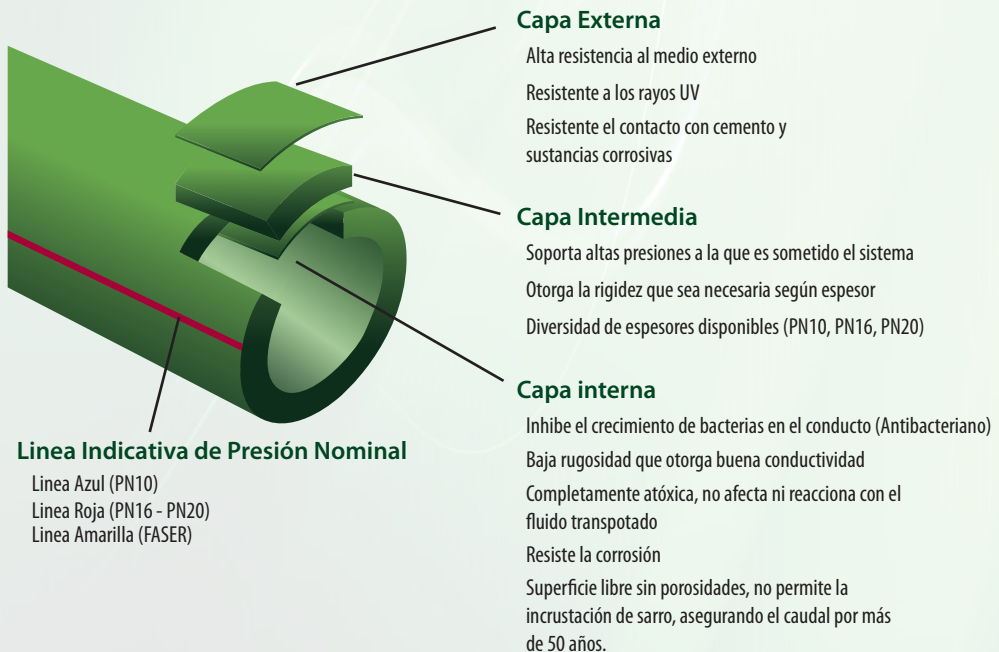 Capa Externa
Alta resistencia al medio externo
Resistente a los rayos UV
Resistente el contacto con cemento y
sustancias corrosivas
Capa Intermedia
Soporta altas presiones a la que es sometido el sistema
Otorga la rigidez que sea necesaria según espesor
Diversidad de espesores disponibles (PN10, PN16, PN20)
Capa interna
Inhibe el crecimiento de bacterias en el conducto (Antibacteriano)
Baja rugosidad que otorga buena conductividad
Completamente atóxica, no afecta ni reacciona con el
fluido transpotado
Resiste la corrosión
Superficie libre sin porosidades, no permite la
incrustación de sarro, asegurando el caudal por más
de 50 años.
Linea Indicativa de Presión Nominal
Linea Azul (PN10)
Linea Roja (PN16 - PN20)
Linea Amarilla (FASER)